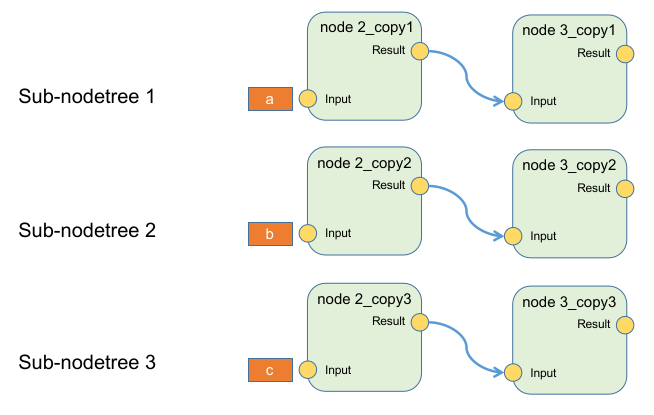 node 2_copy1
node 3_copy1
Result
Result
Sub-nodetree 1
a
Input
Input
node 2_copy2
node 3_copy2
Result
Result
Sub-nodetree 2
b
Input
Input
node 2_copy3
node 3_copy3
Result
Result
Sub-nodetree 3
c
Input
Input